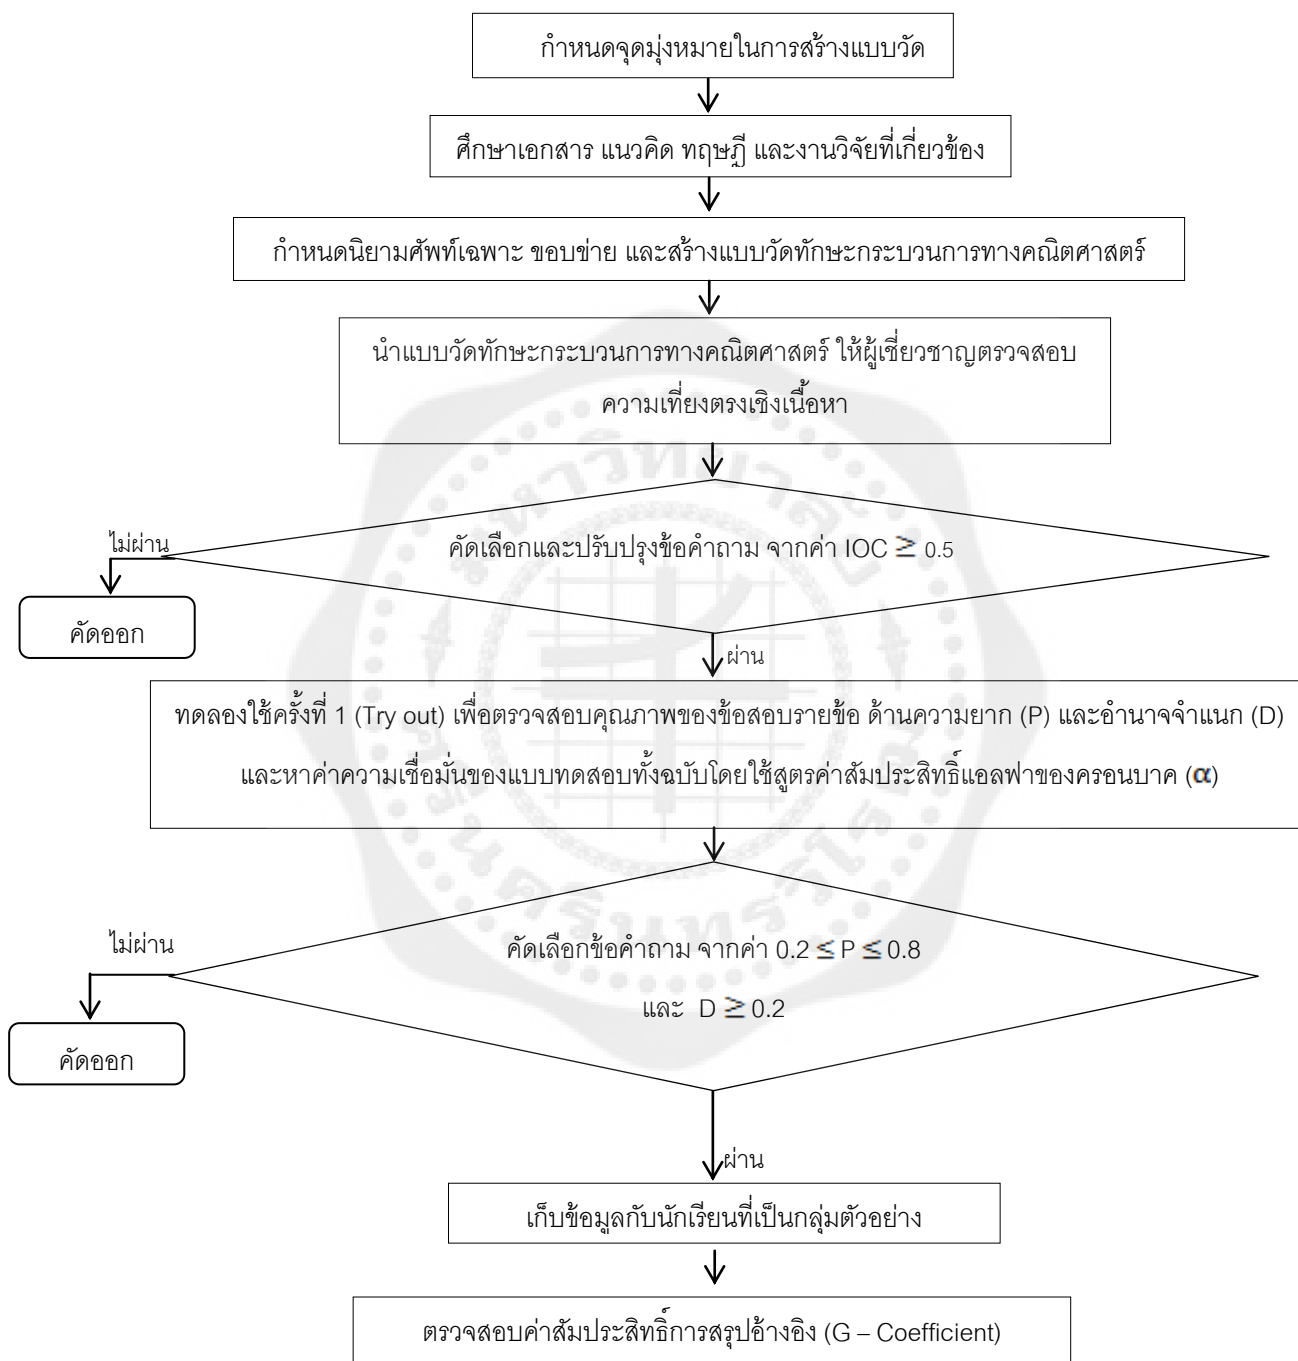 กำหนดจุดมุ่งหมายในการสร้างแบบวัด
ศึกษาเอกสาร แนวคิด ทฤษฎี และงานวิจัยที่เกี่ยวข้อง
กำหนดนิยามศัพท์เฉพาะ ขอบข่าย และสร้างแบบวัดทักษะกระบวนการทางคณิตศาสตร์
นำแบบวัดทักษะกระบวนการทางคณิตศาสตร์ ให้ผู้เชี่ยวชาญตรวจสอบ
ความเที่ยงตรงเชิงเนื้อหา
คัดเลือกและปรับปรุงข้อคำถาม จากค่า IOC ≥ 0.5
ไม่ผ่าน
คัดออก
ผ่าน
ทดลองใช้ครั้งที่ 1 (Try out) เพื่อตรวจสอบคุณภาพของข้อสอบรายข้อ ด้านความยาก (P) และอำนาจจำแนก (D)
และหาค่าความเชื่อมั่นของแบบทดสอบทั้งฉบับโดยใช้สูตรค่าสัมประสิทธิ์แอลฟาของครอนบาค (α)
คัดเลือกข้อคำถาม จากค่า 0.2 ≤ P ≤ 0.8
และ D ≥ 0.2
ไม่ผ่าน
คัดออก
ผ่าน
เก็บข้อมูลกับนักเรียนที่เป็นกลุ่มตัวอย่าง
ตรวจสอบค่าสัมประสิทธิ์การสรุปอ้างอิง (G – Coefficient)
มหาวิทยาลัย
ศรีนครินทรวิโรฒ